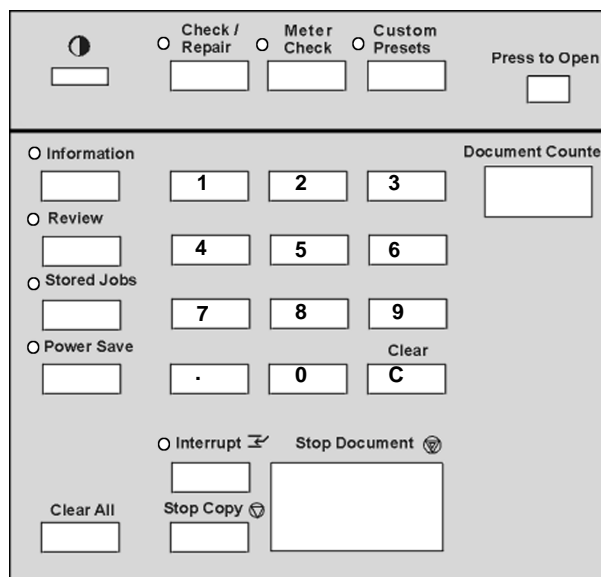 Check / Meter Custom
Repair Check Presets
Press to Open
Information
Document Counte
1 2 3
Review
4 5 6
Stored Jobs
7 8 9
Power Save
Clear
. 0 C
Interrupt Stop Document
Clear All Stop Copy